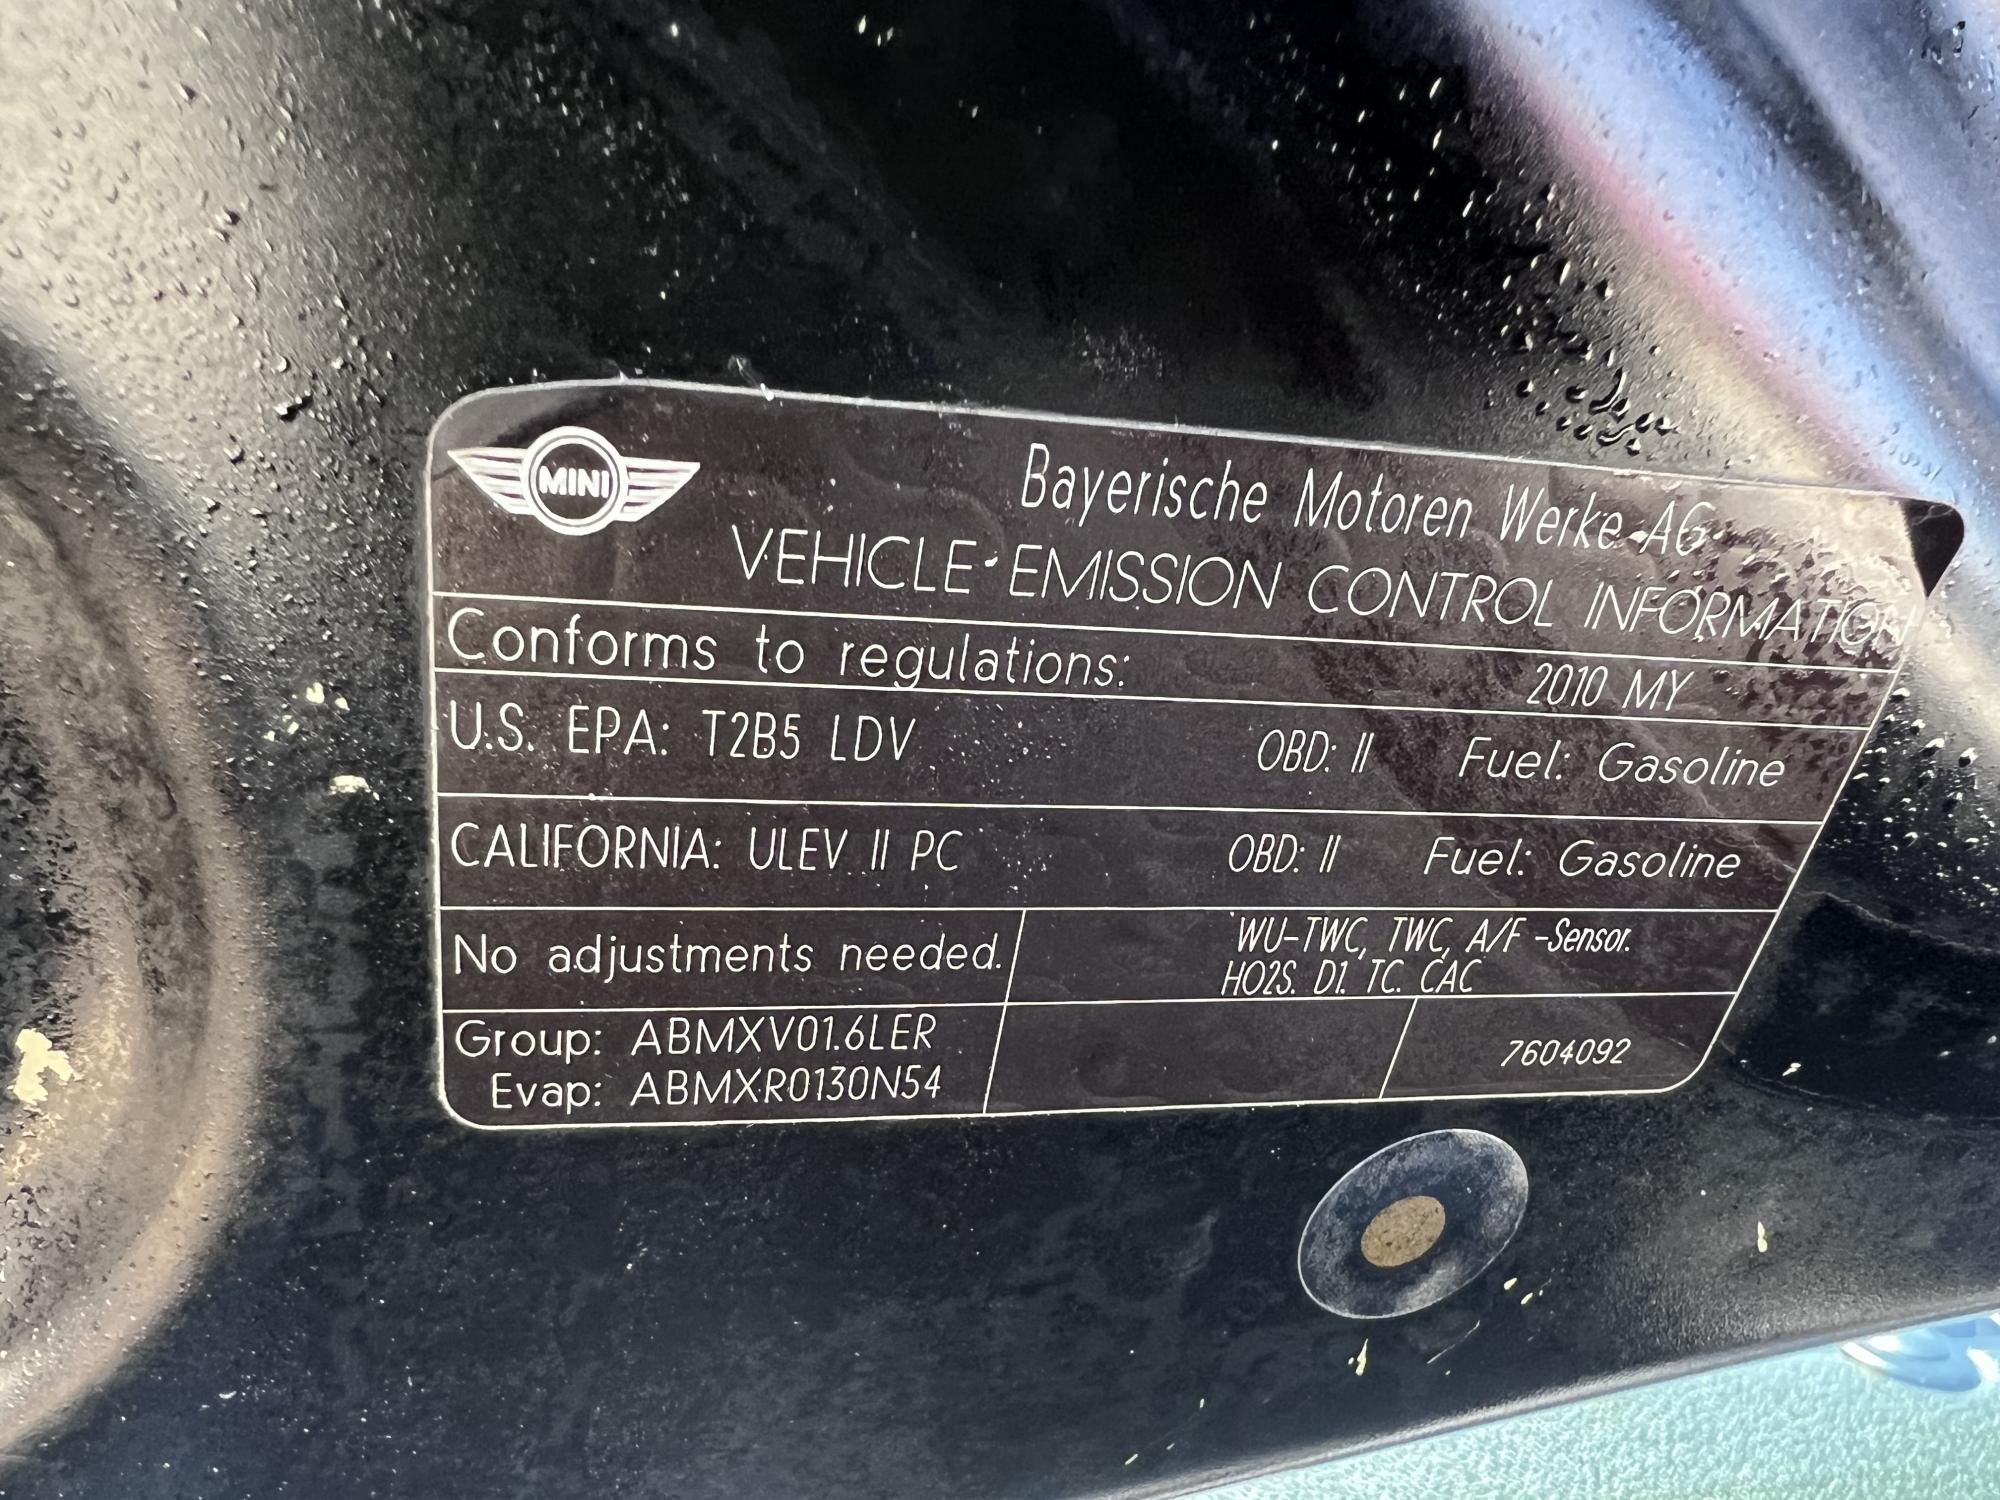 MINI
Bayerische Motoren Werke AG
VEHICLE EMISSION CONTROL INFORMATION
Conforms to regulations: 2010 MY
U.S. EPA: T2B5 LDV OBD: II Fuel: Gasoline
CALIFORNIA: ULEV II PC OBD: II Fuel: Gasoline
No adjustments needed.
WU-TWC, TWC, A/F -Sensor.
HO2S. D1. TC. CAC
Group: ABMXV01.6LER
Evap: ABMXR0130N54
7604092